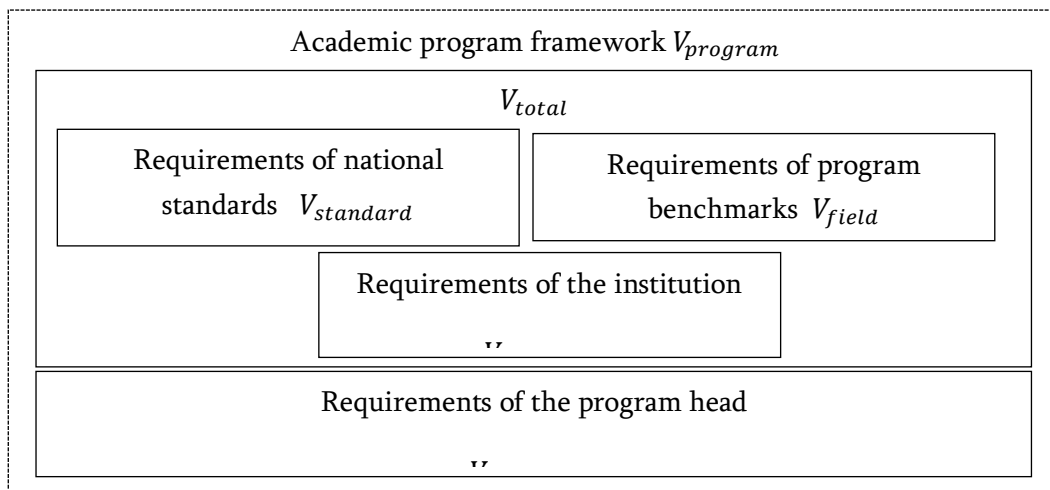 Academic program framework V_program
V_total
Requirements of national
standards V_standard
Requirements of program
benchmarks V_field
Requirements of the institution
V
Requirements of the program head
V